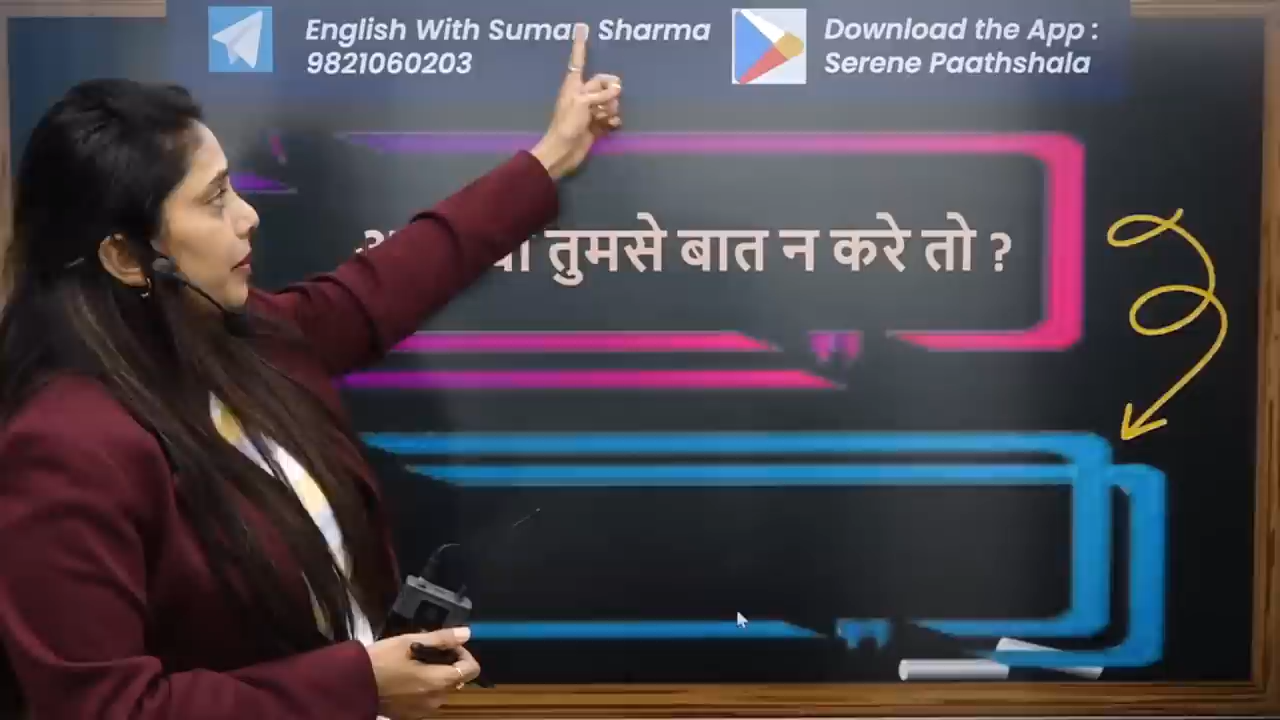 English With Suman Sharma
9821060203
Download the App :
Serene Paathshala
तुमसे बात न करे तो ?